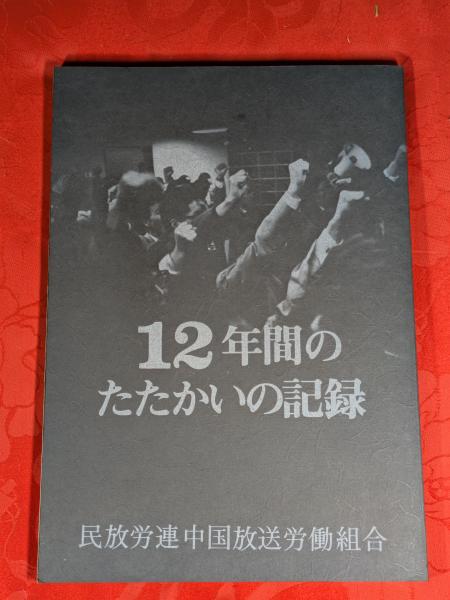 12年間の
たたかいの記録
民放労連中国放送労働組合